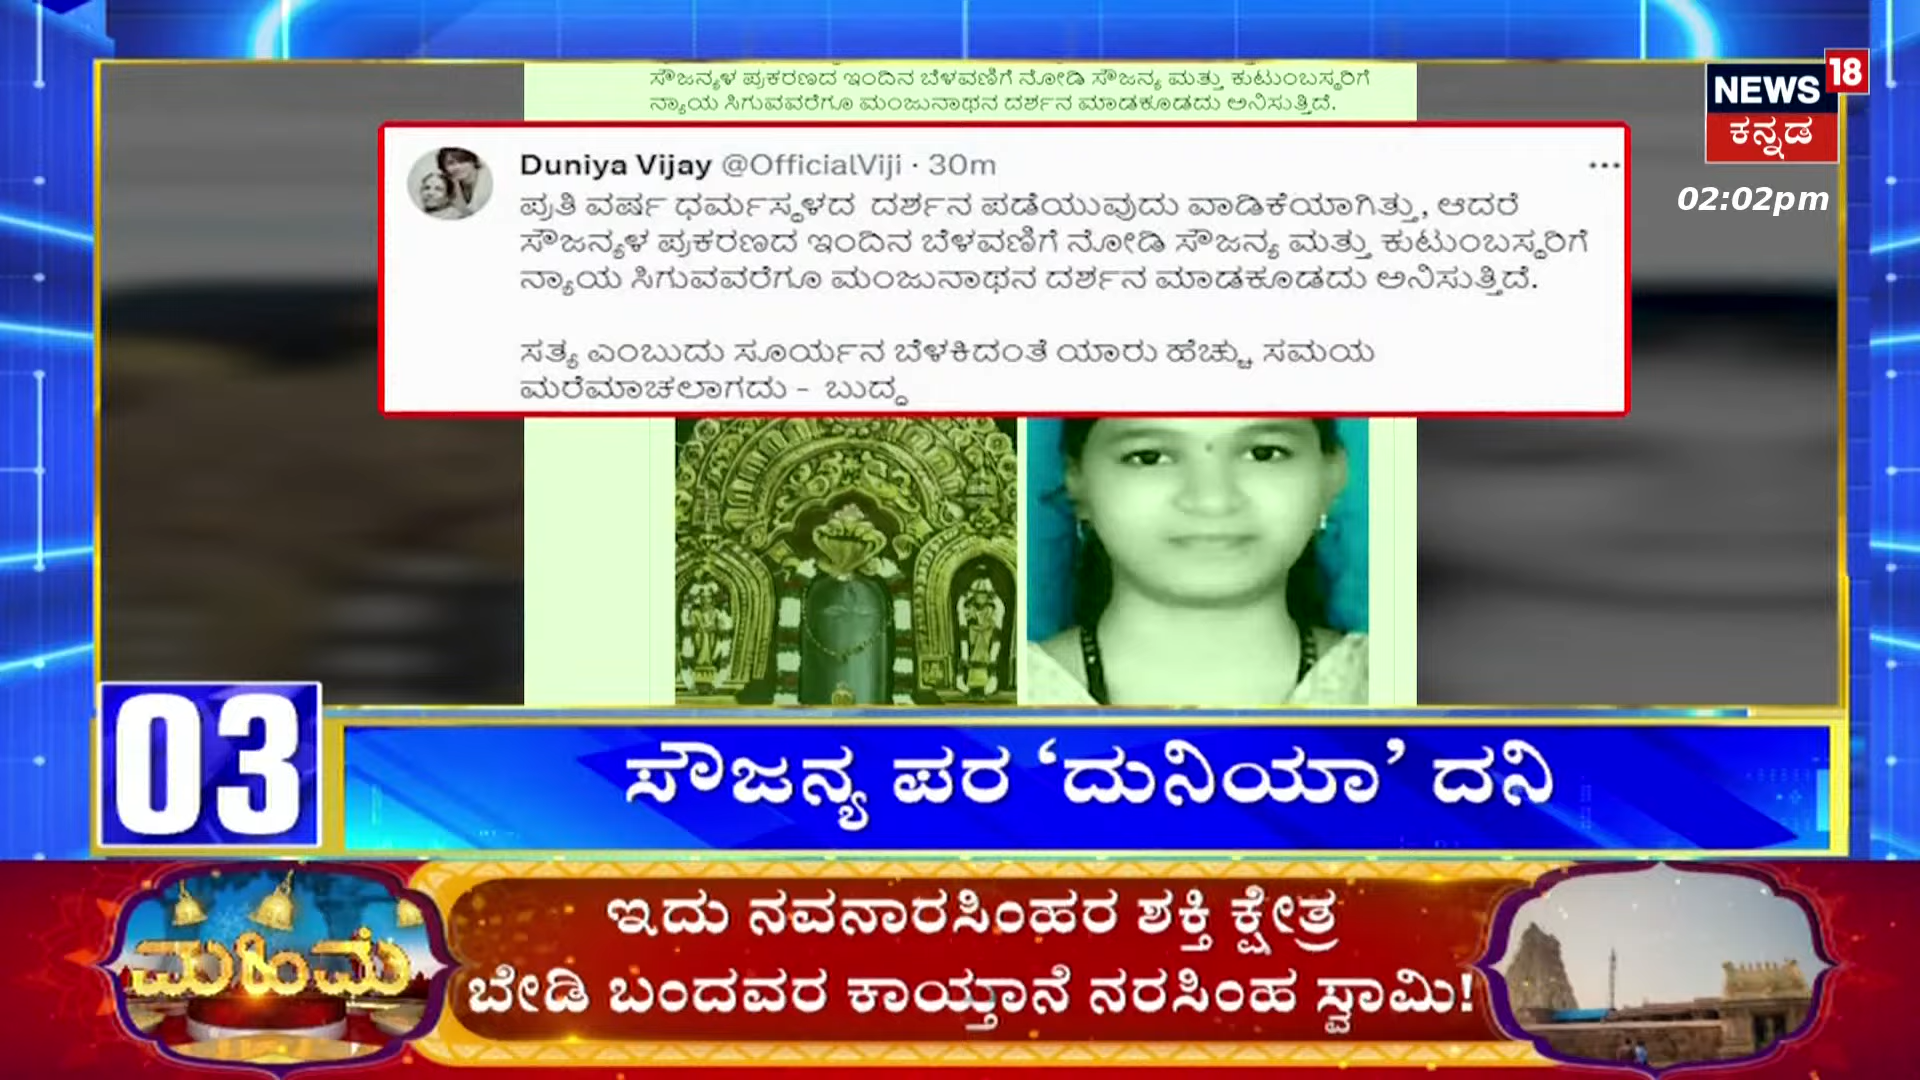 ಸೌಜನ್ಯಳ ಪ್ರಕರಣದ ಇಂದಿನ ಬೆಳವಣಿಗೆ ನೋಡಿ ಸೌಜನ್ಯ ಮತ್ತು ಕುಟುಂಬಸ್ಥರಿಗೆ
ನ್ಯಾಯ ಸಿಗುವವರೆಗೂ ಮಂಜುನಾಥನ ದರ್ಶನ ಮಾಡಕೂಡದು ಅನಿಸುತ್ತಿದೆ.
NEWS 18
ಕನ್ನಡ
02:02pm
Duniya Vijay @OfficialViji · 30m
ಪ್ರತಿ ವರ್ಷ ಧರ್ಮಸ್ಥಳದ ದರ್ಶನ ಪಡೆಯುವುದು ವಾಡಿಕೆಯಾಗಿತ್ತು, ಆದರೆ
ಸೌಜನ್ಯಳ ಪ್ರಕರಣದ ಇಂದಿನ ಬೆಳವಣಿಗೆ ನೋಡಿ ಸೌಜನ್ಯ ಮತ್ತು ಕುಟುಂಬಸ್ಥರಿಗೆ
ನ್ಯಾಯ ಸಿಗುವವರೆಗೂ ಮಂಜುನಾಥನ ದರ್ಶನ ಮಾಡಕೂಡದು ಅನಿಸುತ್ತಿದೆ.
ಸತ್ಯ ಎಂಬುದು ಸೂರ್ಯನ ಬೆಳಕಿದಂತೆ ಯಾರು ಹೆಚ್ಚು ಸಮಯ
ಮರೆಮಾಚಲಾಗದು - ಬುದ್ಧ
03
ಸೌಜನ್ಯ ಪರ ‘ದುನಿಯಾ’ ದನಿ
ಮಹಿಮೆ
ಇದು ನವನಾರಸಿಂಹರ ಶಕ್ತಿ ಕ್ಷೇತ್ರ
ಬೇಡಿ ಬಂದವರ ಕಾಯ್ತಾನೆ ನರಸಿಂಹ ಸ್ವಾಮಿ!